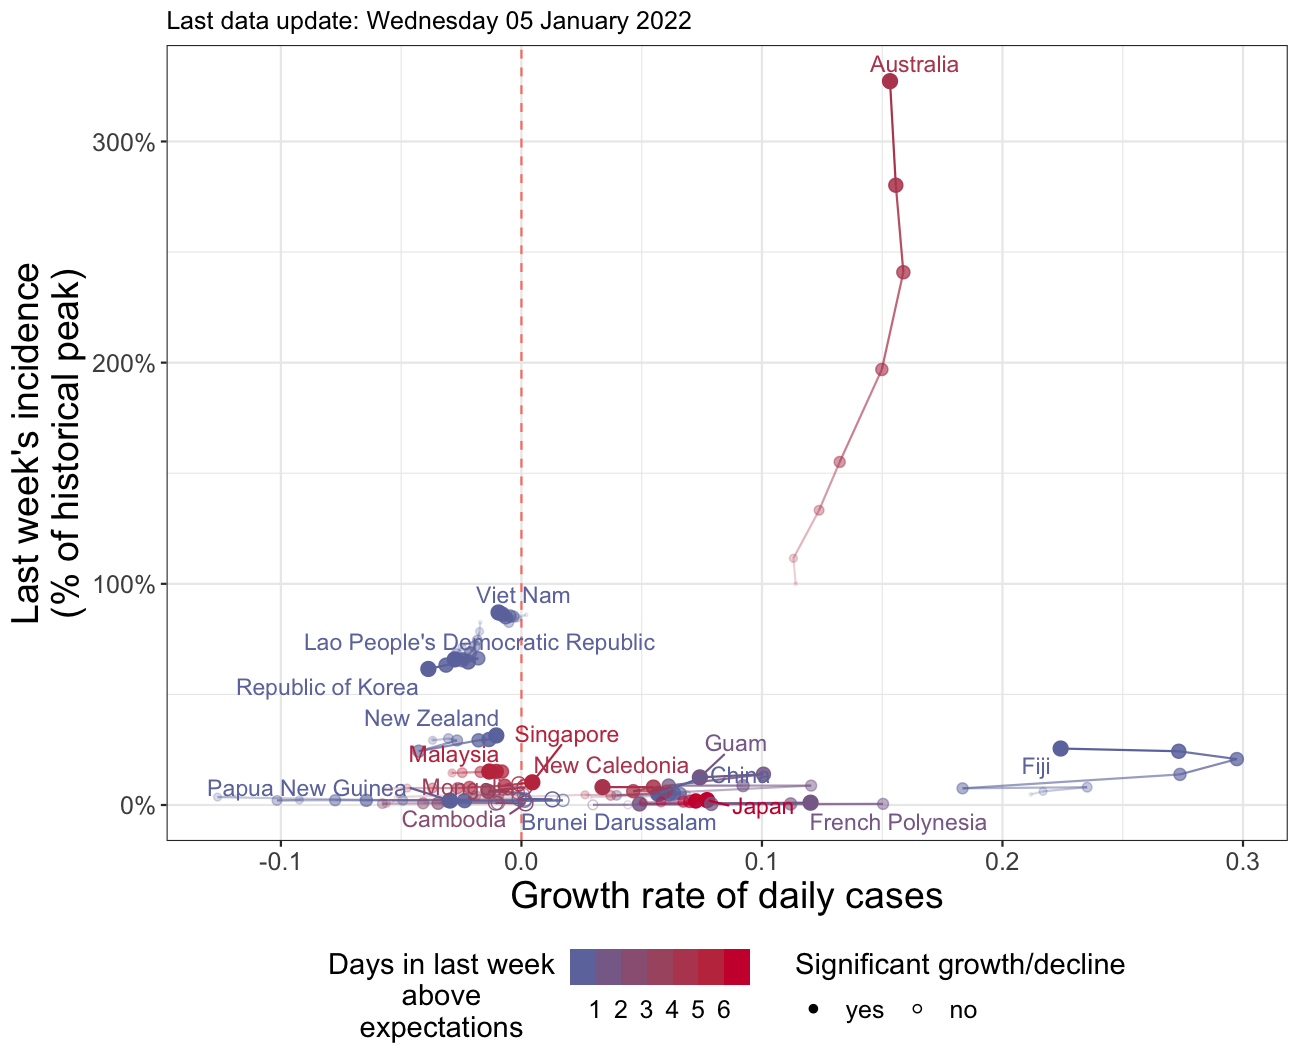 Last data update: Wednesday 05 January 2022
Australia
300%
200%
100%
0%
Last week's incidence
(% of historical peak)
Viet Nam
Lao People's Democratic Republic
Republic of Korea
New Zealand
Singapore
Malaysia
New Caledonia
Guam
China
Fiji
Papua New Guinea
Cambodia
Brunei Darussalam
Japan
French Polynesia
-0.1
0.0
0.1
0.2
0.3
Growth rate of daily cases
Days in last week
above
expectations
1 2 3 4 5 6
Significant growth/decline
yes
no